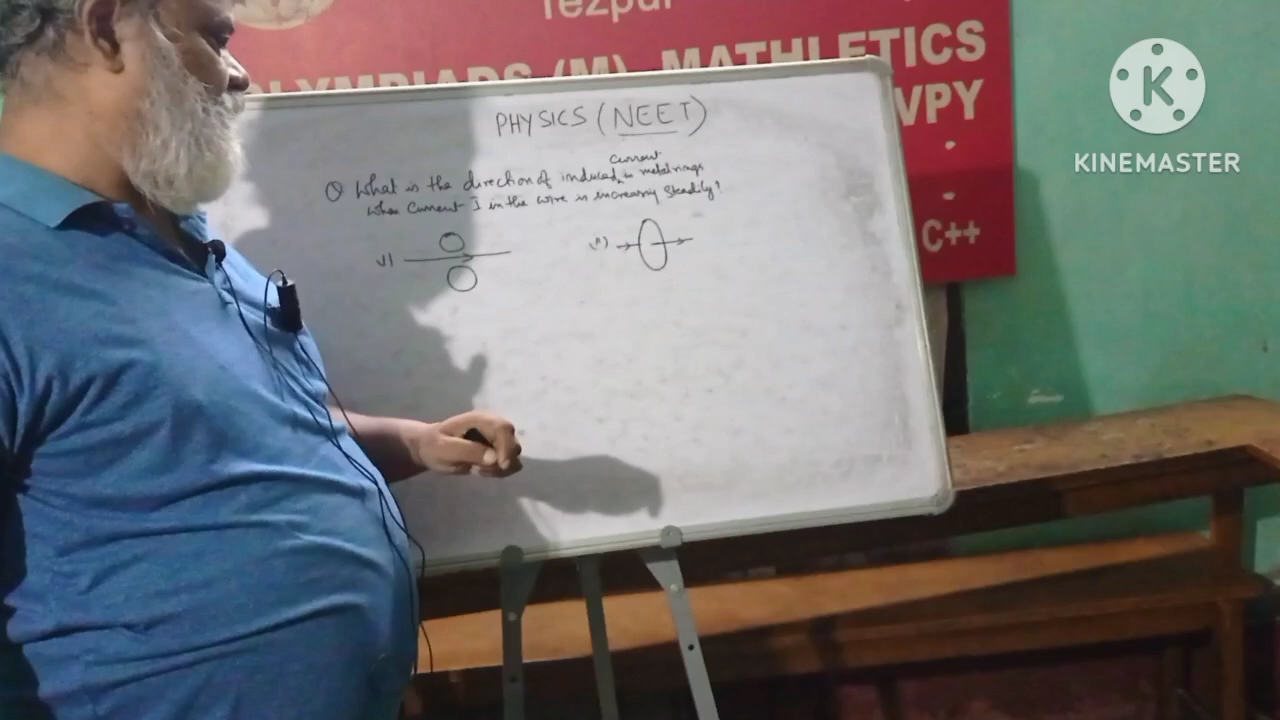 Tezpur
OLYMPIADS (M), MATHLETICS
VPY
C++
KINEMASTER
PHYSICS (NEET)
current
Q What is the direction of induced in metal rings
when Current I in the wire is increasing steadily?